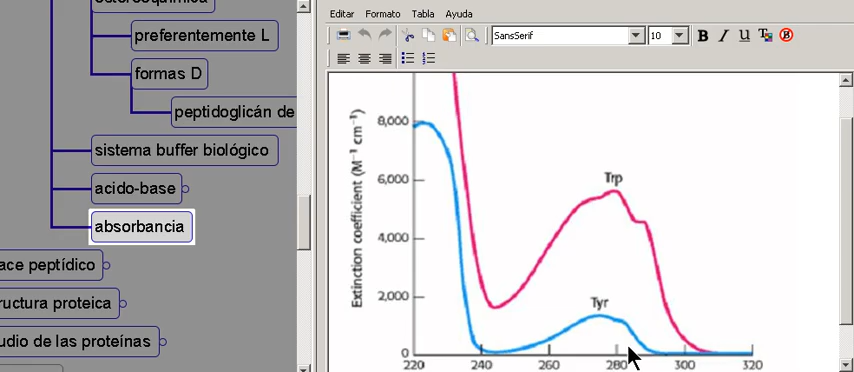 preferentemente L
formas D
peptidoglicán de
sistema buffer biológico
acido-base
absorbancia
ace peptídico
ructura proteica
udio de las proteínas
Editar Formato Tabla Ayuda
SansSerif 10 B I U
Extinction coefficient (M⁻¹ cm⁻¹)
8,000
6,000
4,000
2,000
0
Trp
Tyr
220 240 260 280 300 320